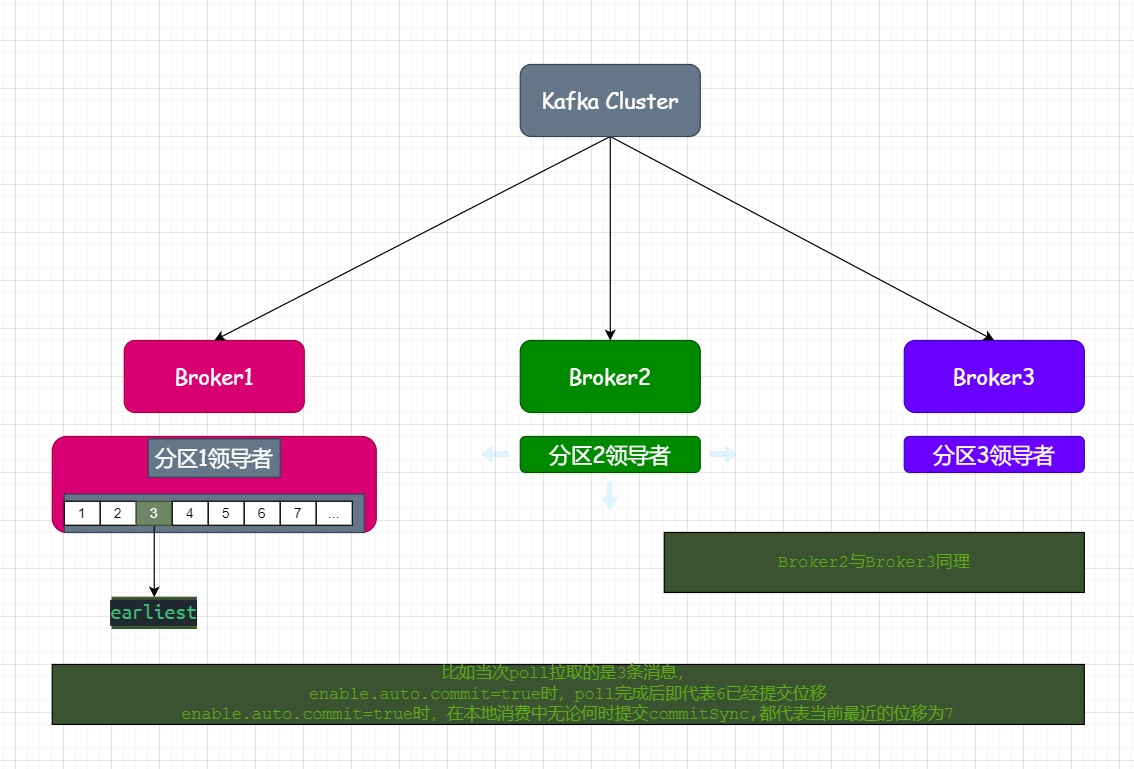 Kafka Cluster
Broker1
Broker2
Broker3
分区1领导者
分区2领导者
分区3领导者
1 2 3 4 5 6 7 ...
Broker2与Broker3同理
earliest
比如当次poll拉取的是3条消息,
enable.auto.commit=true时, poll完成后即代表6已经提交位移
enable.auto.commit=true时, 在本地消费中无论何时提交commitSync,都代表当前最近的位移为7